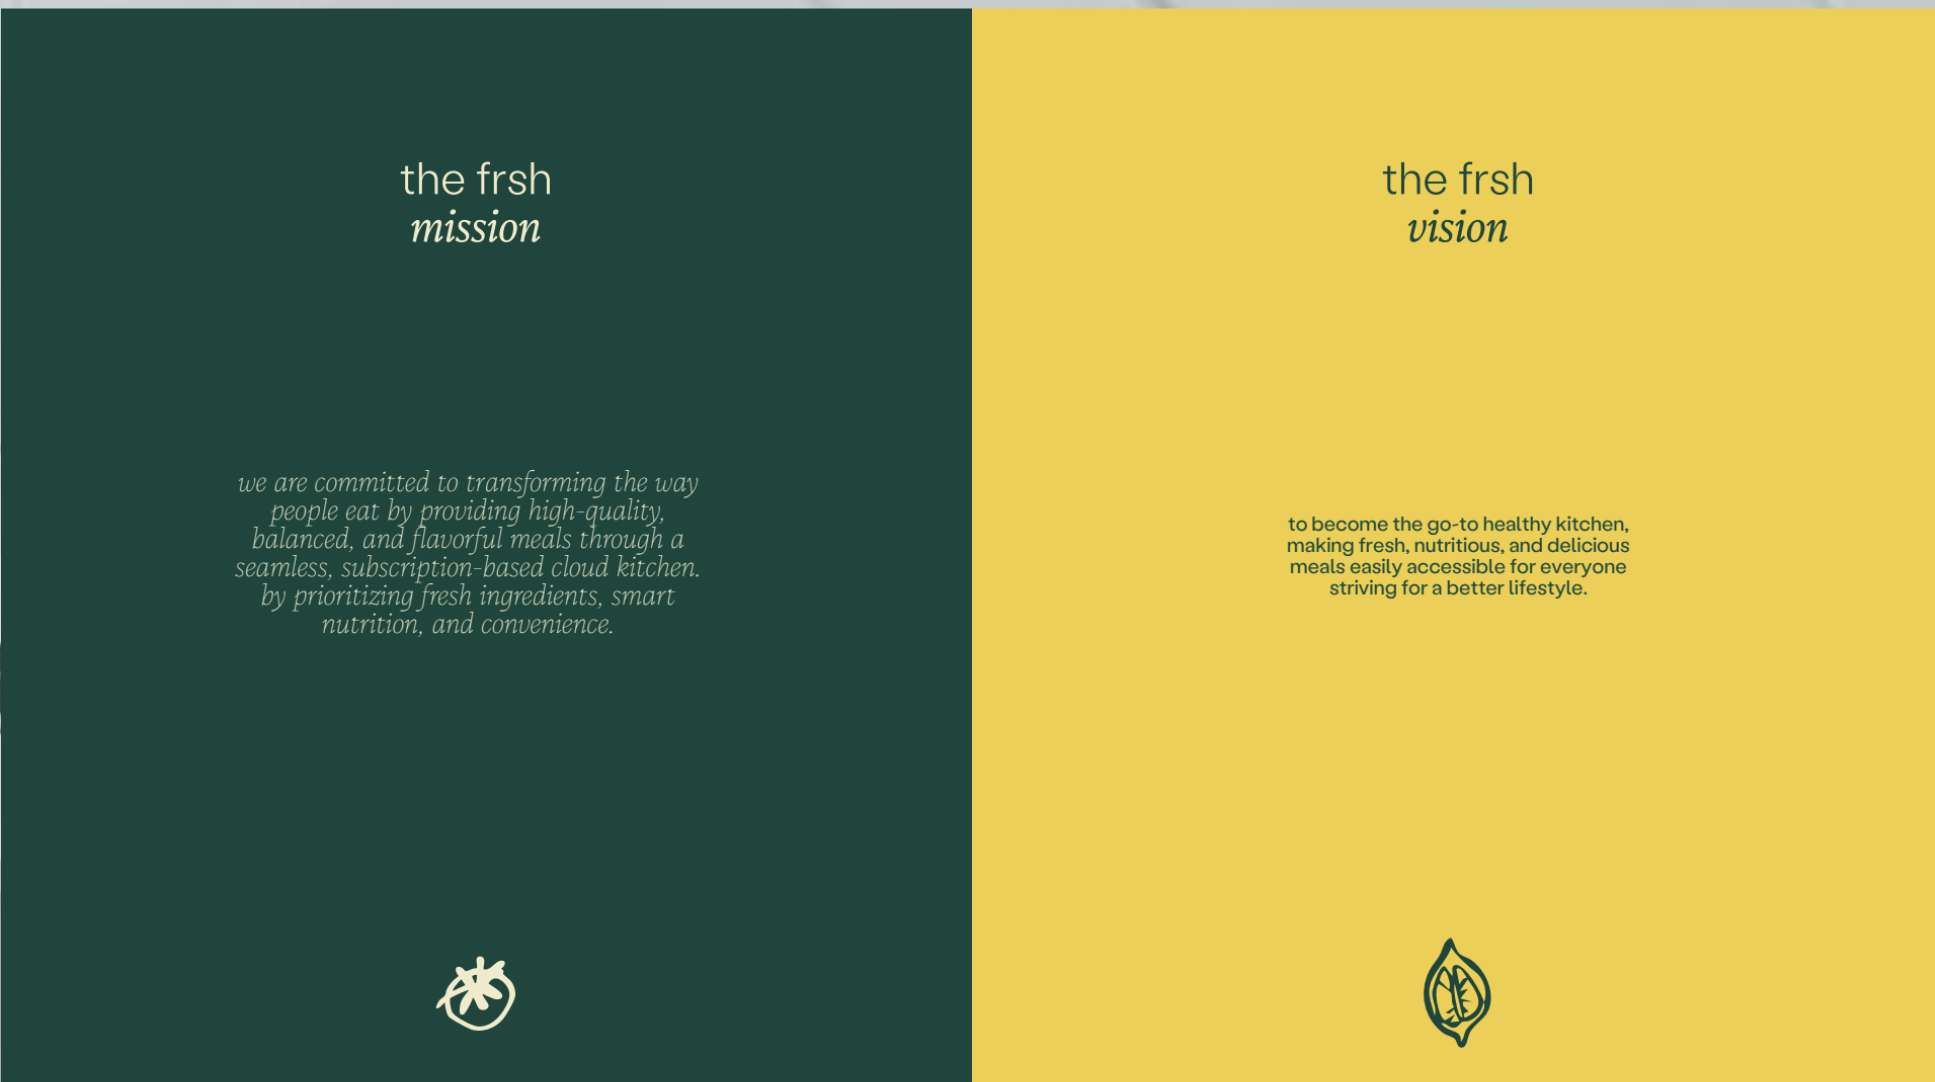 the frsh
mission
we are committed to transforming the way
people eat by providing high-quality,
balanced, and flavorful meals through a
seamless, subscription-based cloud kitchen.
by prioritizing fresh ingredients, smart
nutrition, and convenience.
the frsh
vision
to become the go-to healthy kitchen,
making fresh, nutritious, and delicious
meals easily accessible for everyone
striving for a better lifestyle.